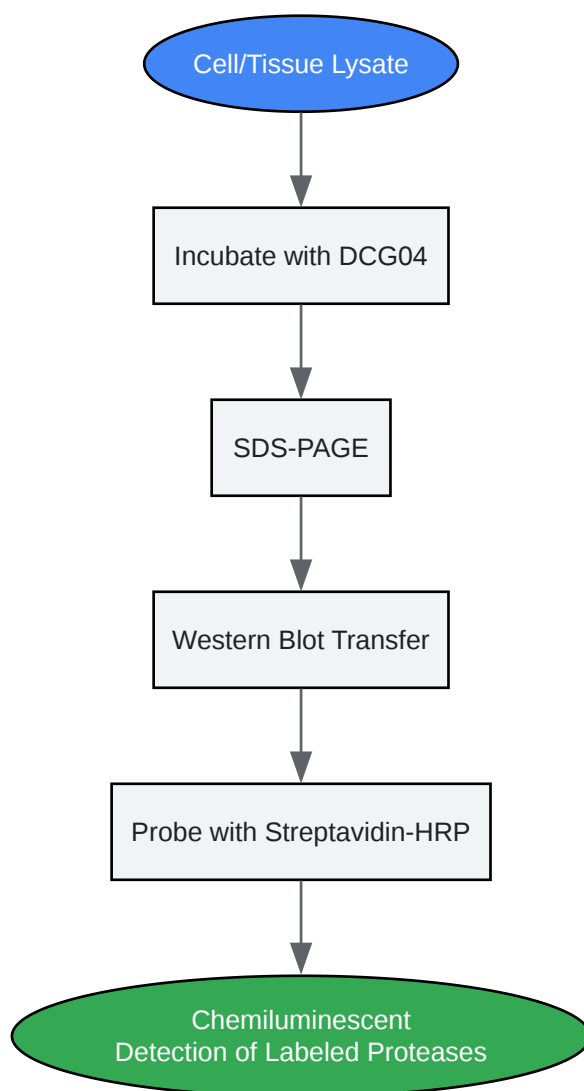 Cell/Tissue Lysate
Incubate with DCG04
SDS-PAGE
Western Blot Transfer
Probe with Streptavidin-HRP
Chemiluminescent
Detection of Labeled Proteases